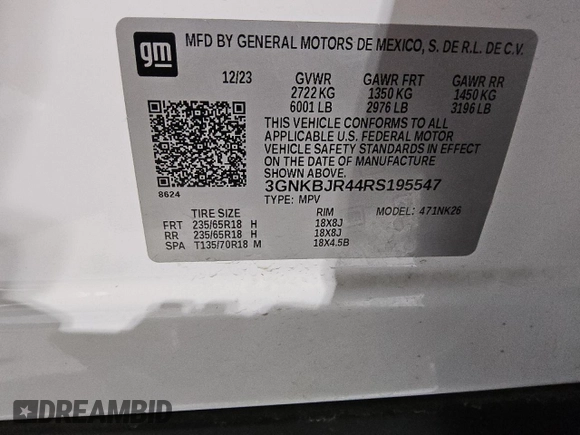 gm
MFD BY GENERAL MOTORS DE MEXICO, S. DE R.L. DE C.V.
12/23 GVWR GAWR FRT GAWR RR
2722 KG 1350 KG 1450 KG
6001 LB 2976 LB 3196 LB
THIS VEHICLE CONFORMS TO ALL
APPLICABLE U.S. FEDERAL MOTOR
VEHICLE SAFETY STANDARDS IN EFFECT
ON THE DATE OF MANUFACTURE
SHOWN ABOVE.
3GNKBJR44RS195547
8624
TYPE: MPV MODEL: 471NK26
TIRE SIZE RIM
FRT 235/65R18 H 18X8J
RR 235/65R18 H 18X8J
SPA T135/70R18 M 18X4.5B
DREAMBID